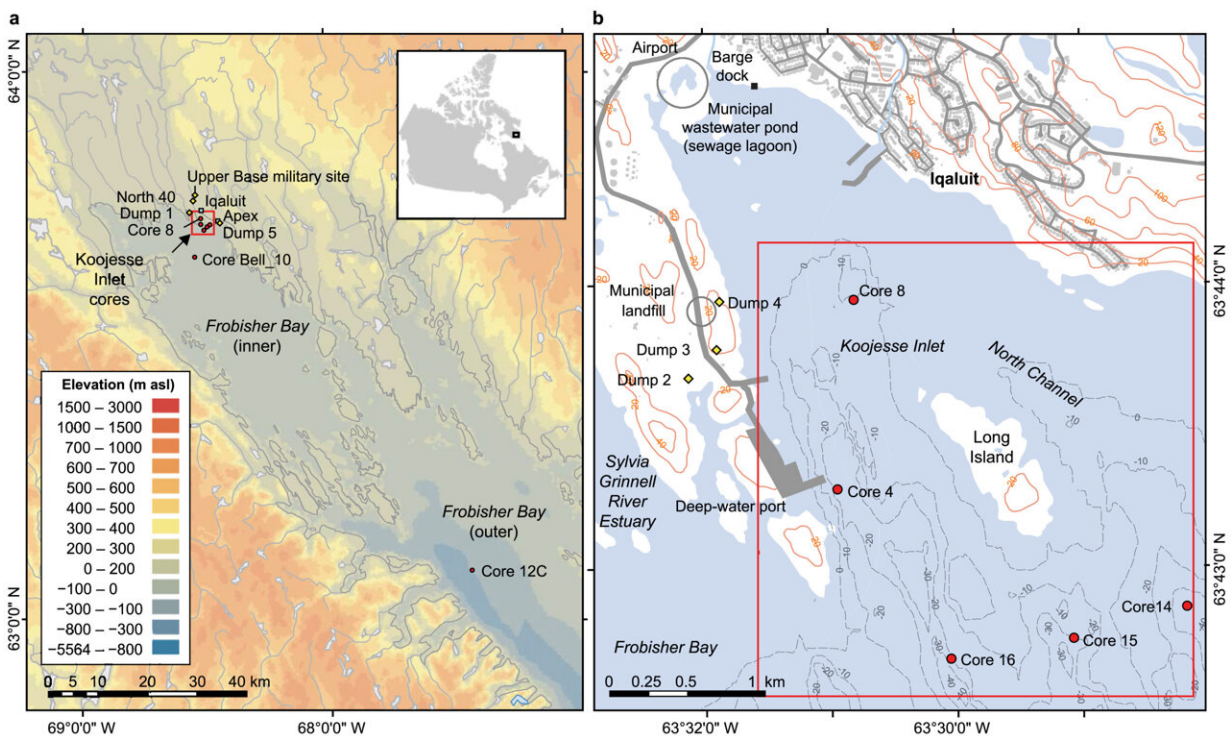 a
64°0'0" N
63°0'0" N
69°0'0" W
68°0'0" W
Upper Base military site
North 40
Iqaluit
Dump 1
Apex
Core 8
Dump 5
Koojesse
Inlet
cores
Core Bell_10
Frobisher Bay
(inner)
Frobisher Bay
(outer)
Core 12C
Elevation (m asl)
1500 – 3000
1000 – 1500
700 – 1000
600 – 700
500 – 600
400 – 500
300 – 400
200 – 300
0 – 200
−100 – 0
−300 – −100
−800 – −300
−5564 – −800
0 5 10 20 30 40 km
b
Airport
Barge
dock
Municipal
wastewater pond
(sewage lagoon)
Iqaluit
Municipal
landfill
Dump 4
Dump 3
Dump 2
Core 8
Koojesse Inlet
North Channel
Long
Island
Sylvia
Grinnell
River
Estuary
Deep-water port
Core 4
Core14
Core 15
Core 16
Frobisher Bay
0 0.25 0.5 1 km
63°44'0" N
63°43'0" N
63°32'0" W
63°30'0" W